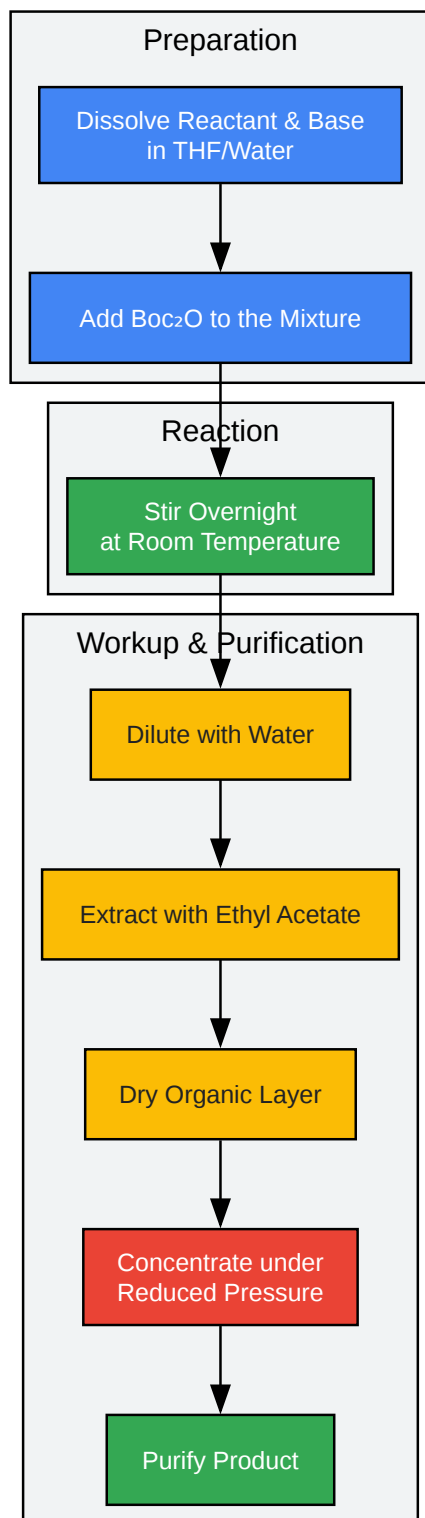 Preparation
Dissolve Reactant & Base
in THF/Water
Add Boc₂O to the Mixture
Reaction
Stir Overnight
at Room Temperature
Workup & Purification
Dilute with Water
Extract with Ethyl Acetate
Dry Organic Layer
Concentrate under
Reduced Pressure
Purify Product